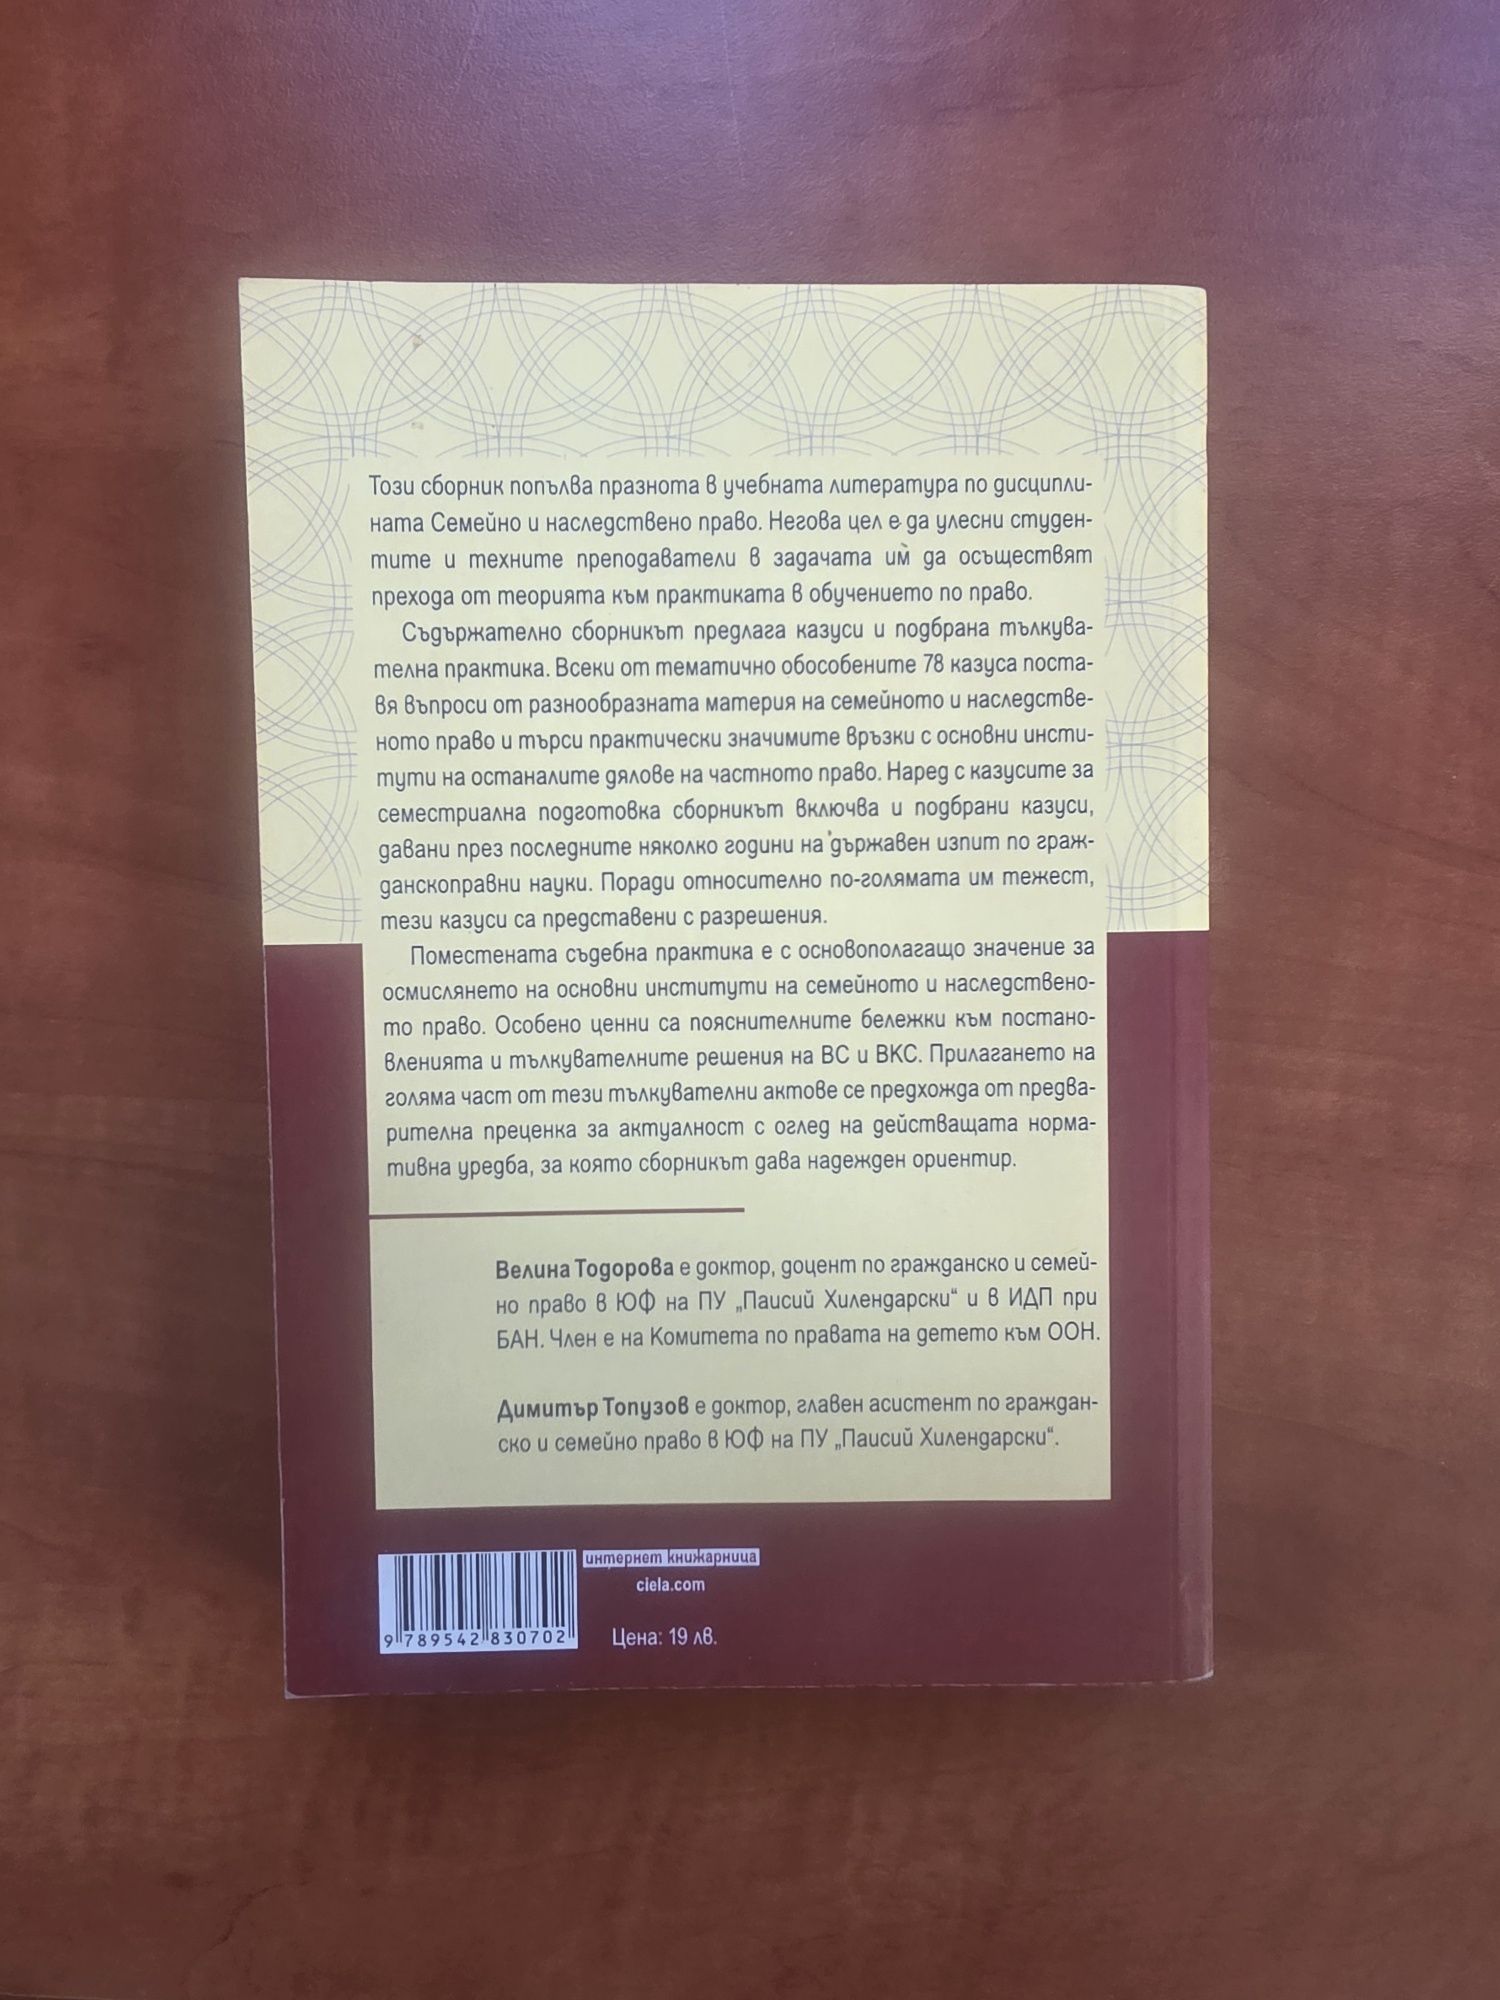 Този сборник попълва празнота в учебната литература по дисципли-
ната Семейно и наследствено право. Негова цел е да улесни студен-
тите и техните преподаватели в задачата им да осъществят
прехода от теорията към практиката в обучението по право.
Съдържателно сборникът предлага казуси и подбрана тълкува-
телна практика. Всеки от тематично обособените 78 казуса поста-
вя въпроси от разнообразната материя на семейното и наследстве-
ното право и търси практически значимите връзки с основни инсти-
тути на останалите дялове на частното право. Наред с казусите за
семестриална подготовка сборникът включва и подбрани казуси,
давани през последните няколко години на държавен изпит по граж-
данскоправни науки. Поради относително по-голямата им тежест,
тези казуси са представени с разрешения.
Поместената съдебна практика е с основополагащо значение за
осмислянето на основни институти на семейното и наследствено-
то право. Особено ценни са пояснителните бележки към постано-
вленията и тълкувателните решения на ВС и ВКС. Прилагането на
голяма част от тези тълкувателни актове се предхожда от предва-
рителна преценка за актуалност с оглед на действащата норма-
тивна уредба, за която сборникът дава надежден ориентир.
Велина Тодорова е доктор, доцент по гражданско и семей-
но право в ЮФ на ПУ „Паисий Хилендарски“ и в ИДП при
БАН. Член е на Комитета по правата на детето към ООН.
Димитър Топузов е доктор, главен асистент по граждан-
ско и семейно право в ЮФ на ПУ „Паисий Хилендарски“.
интернет книжарница
ciela.com
Цена: 19 лв.
9 789542 830702